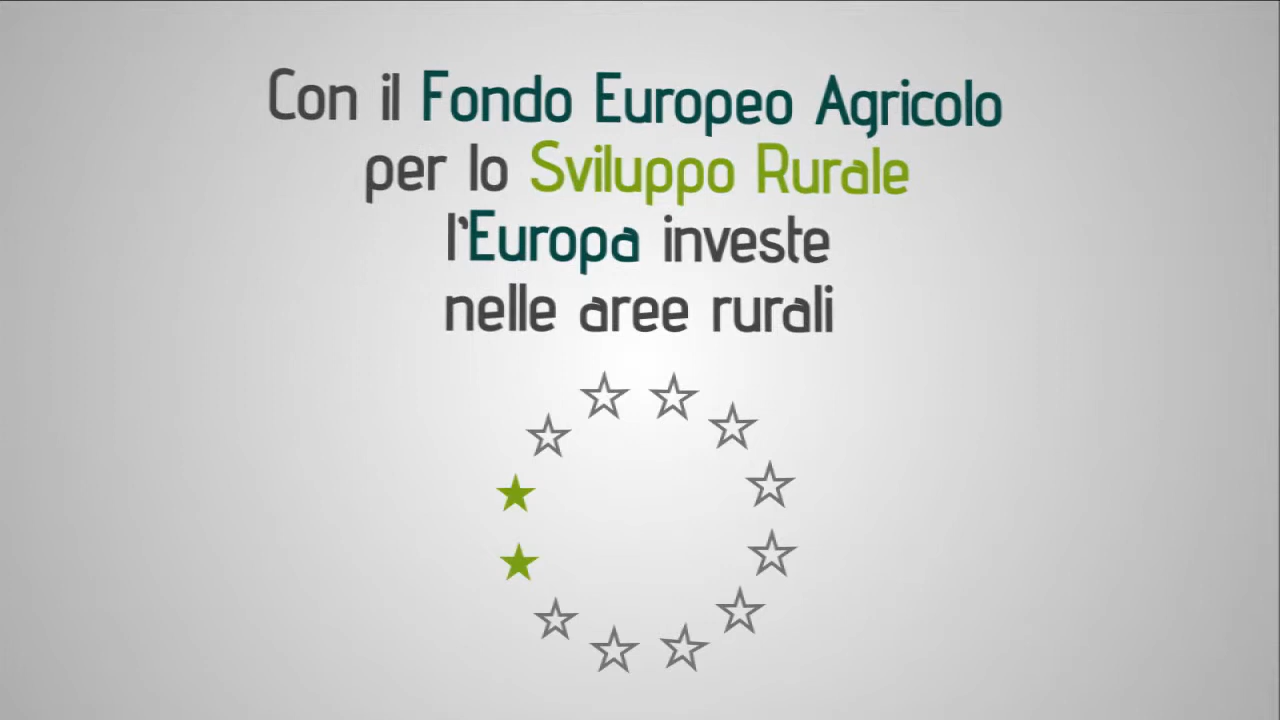 Con il Fondo Europeo Agricolo
per lo Sviluppo Rurale
l'Europa investe
nelle aree rurali